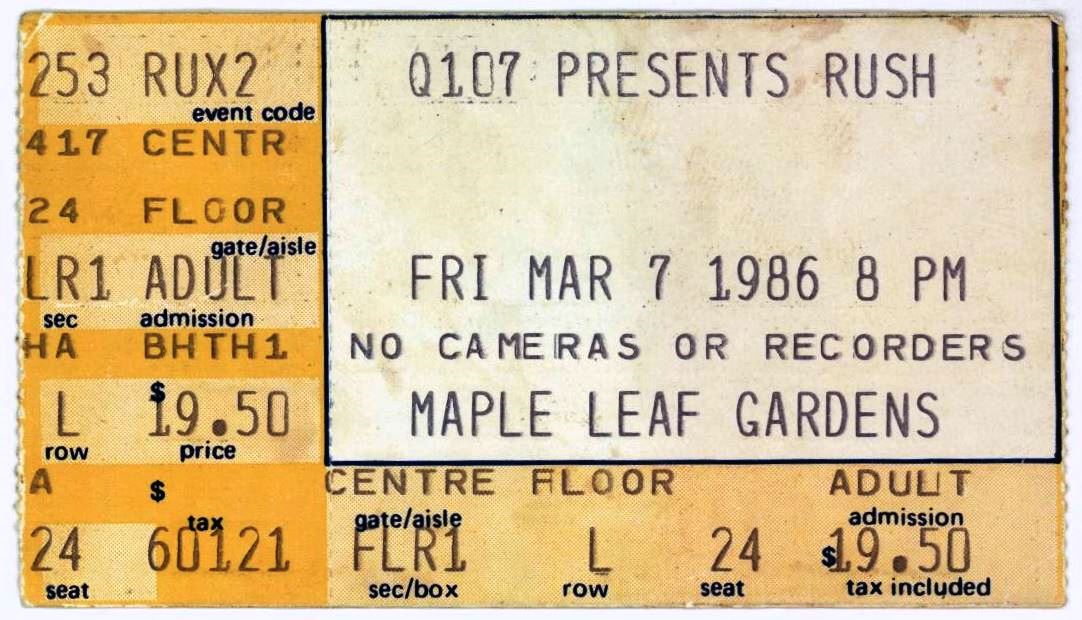 253 RUX2
event code
417 CENTR
24 FLOOR
gate/aisle
LR1 ADULT
sec admission
HA BHTH1
L $19.50
row price
A $
tax
24 60121
seat
Q107 PRESENTS RUSH
FRI MAR 7 1986 8 PM
NO CAMERAS OR RECORDERS
MAPLE LEAF GARDENS
CENTRE FLOOR ADULT
gate/aisle admission
FLR1 L 24 $19.50
sec/box row seat tax included